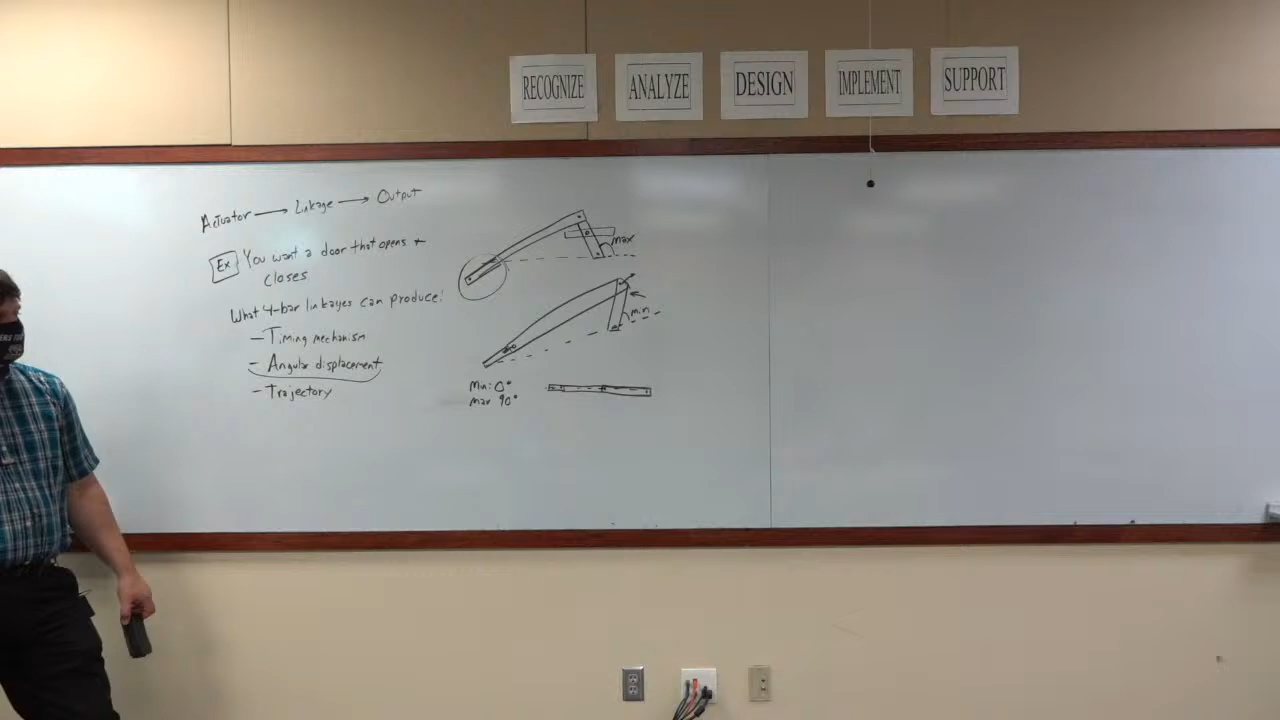 RECOGNIZE
ANALYZE
DESIGN
IMPLEMENT
SUPPORT
Actuator → Linkage → Output
Ex You want a door that opens +
closes
What 4-bar linkages can produce:
- Timing mechanism
- Angular displacement
- Trajectory
max
min
Min: 0°
max 90°